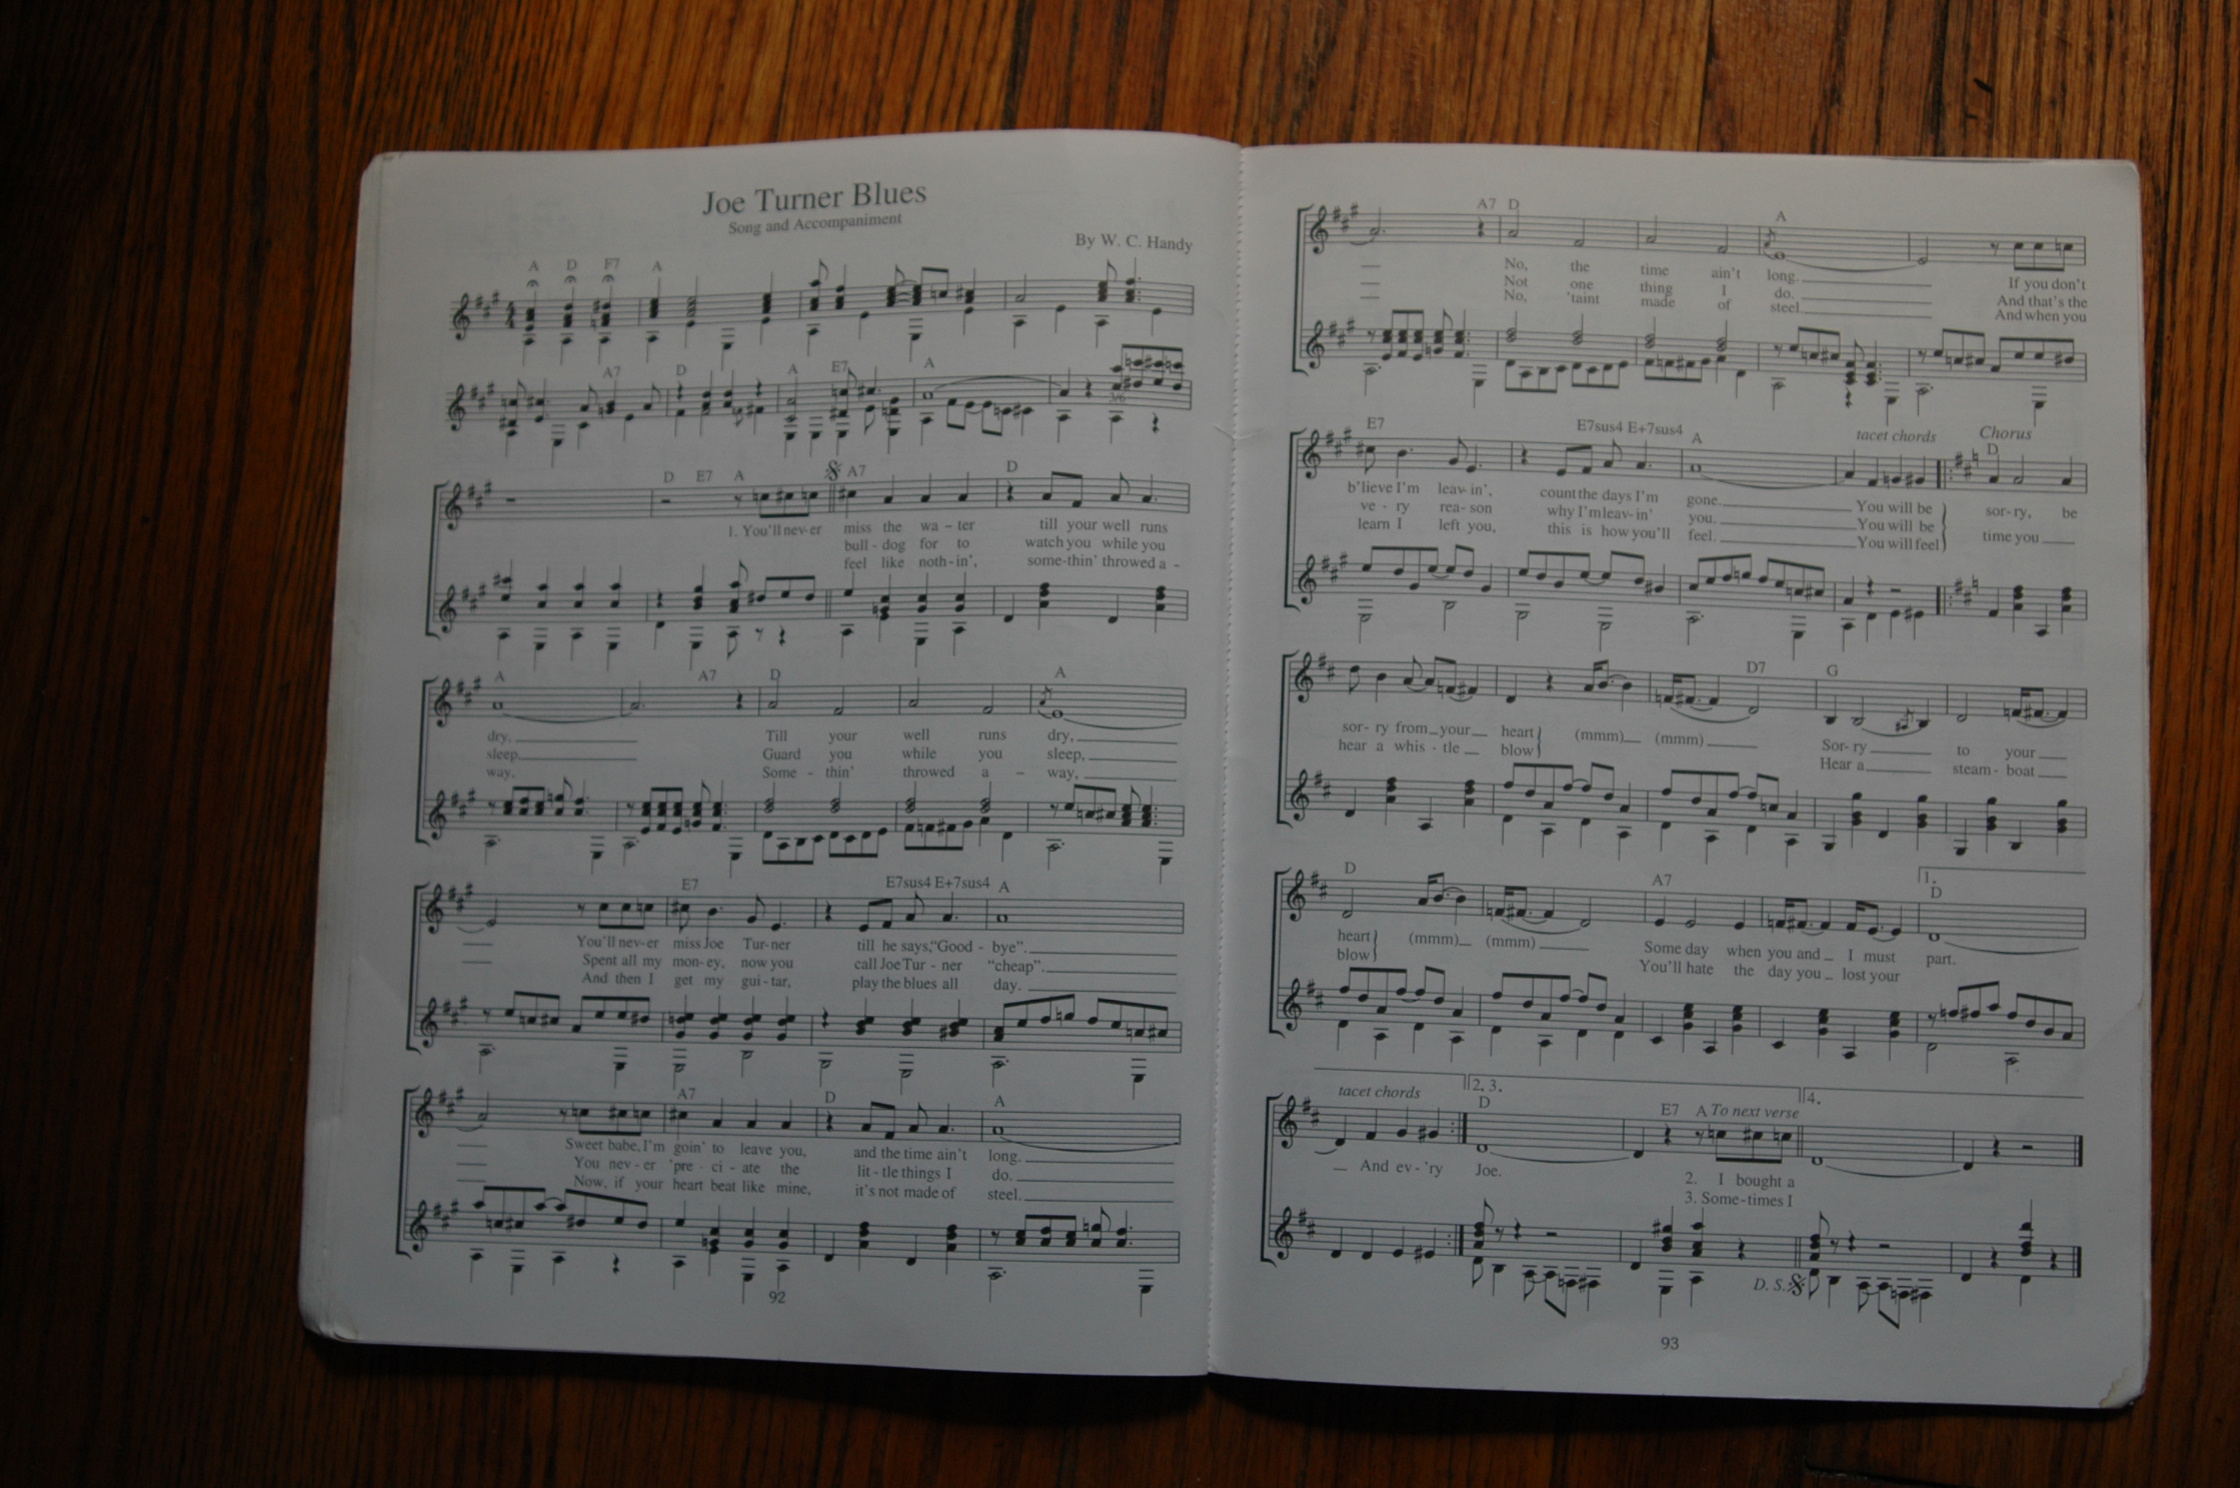 Joe Turner Blues
Song and Accompaniment
By W. C. Handy
A D F7 A
A7 D A E7 A
D E7 A A7 D
1. You'll nev-er miss the wa - ter till your well runs
bull - dog for to watch you while you
feel like noth - in', some-thin' throwed a -
A A7 D A
dry. Till your well runs dry,
sleep. Guard you while you sleep,
way. Some - thin' throwed a - way,
E7 E7sus4 E+7sus4 A
You'll nev-er miss Joe Tur-ner till he says, "Good - bye".
Spent all my mon-ey, now you call Joe Tur - ner "cheap".
And then I get my gui - tar, play the blues all day.
A7 D A
Sweet babe, I'm goin' to leave you, and the time ain't long.
You nev - er 'pre - ci - ate the lit - tle things I do.
Now, if your heart beat like mine, it's not made of steel.
92
A7 D A
No, the time ain't long. If you don't
Not one thing I do. And that's the
No, 'taint made of steel. And when you
E7 E7sus4 E+7sus4 A tacet chords Chorus D
b'lieve I'm leav-in', count the days I'm gone. You will be sor- ry, be
ve - ry rea- son why I'm leav-in' you. You will be time you
learn I left you, this is how you'll feel. You will feel
D7 G
sor- ry from your heart (mmm) (mmm) Sor- ry to your
hear a whis - tle blow (mmm) (mmm) Hear a steam - boat
D A7 1. D
heart (mmm) (mmm) Some day when you and I must part.
blow You'll hate the day you lost your
tacet chords 2, 3. D E7 A To next verse 4.
And ev - 'ry Joe. 2. I bought a
3. Some-times I
D. S.
93